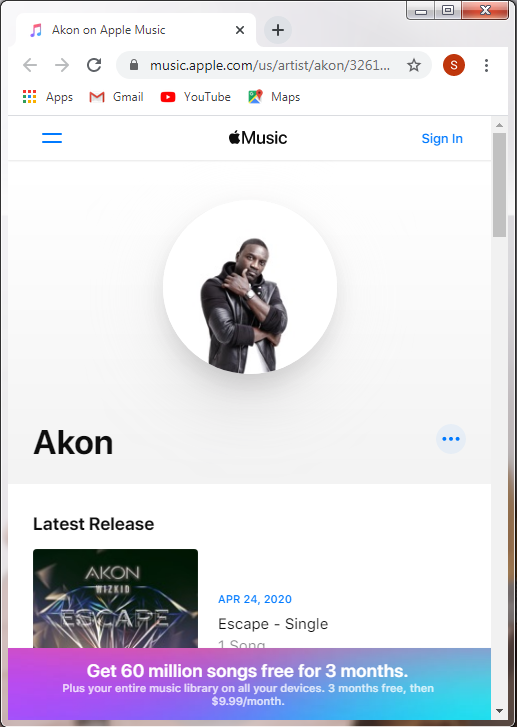 Akon on Apple Music
music.apple.com/us/artist/akon/3261...
S
Apps
Gmail
YouTube
Maps
Music
Sign In
Akon
Latest Release
AKON
WIZKID
ESCAPE
APR 24, 2020
Escape - Single
1 Song
Get 60 million songs free for 3 months.
Plus your entire music library on all your devices. 3 months free, then
$9.99/month.